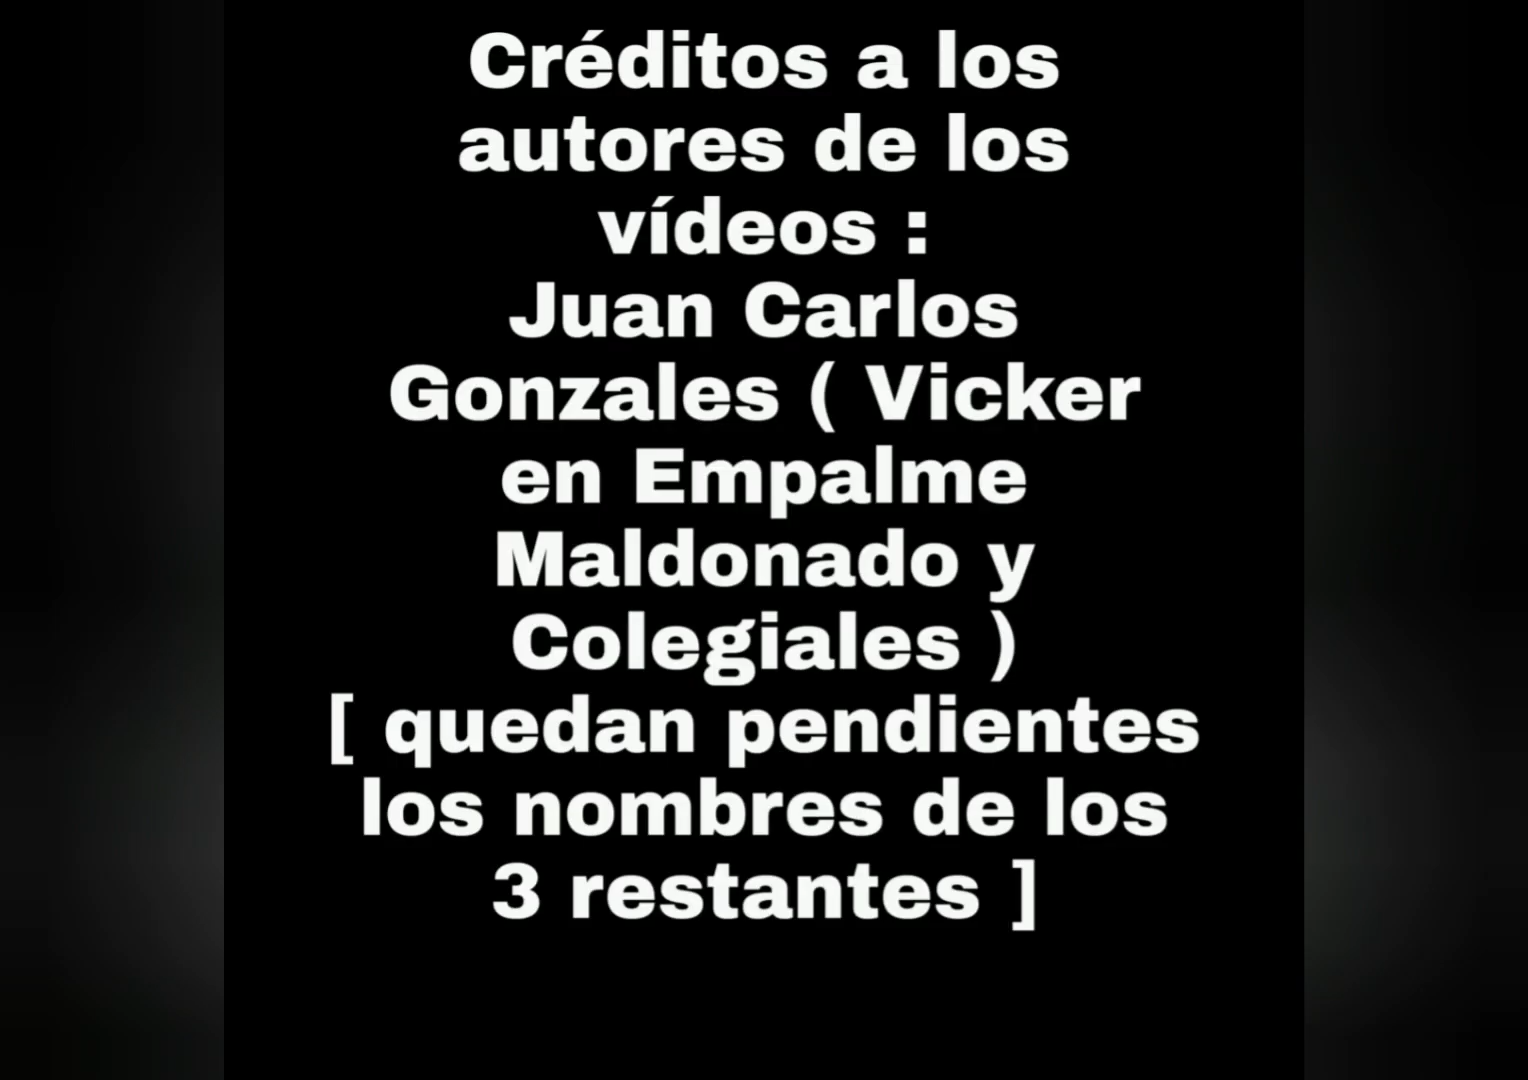 Créditos a los
autores de los
vídeos :
Juan Carlos
Gonzales ( Vicker
en Empalme
Maldonado y
Colegiales )
[ quedan pendientes
los nombres de los
3 restantes ]